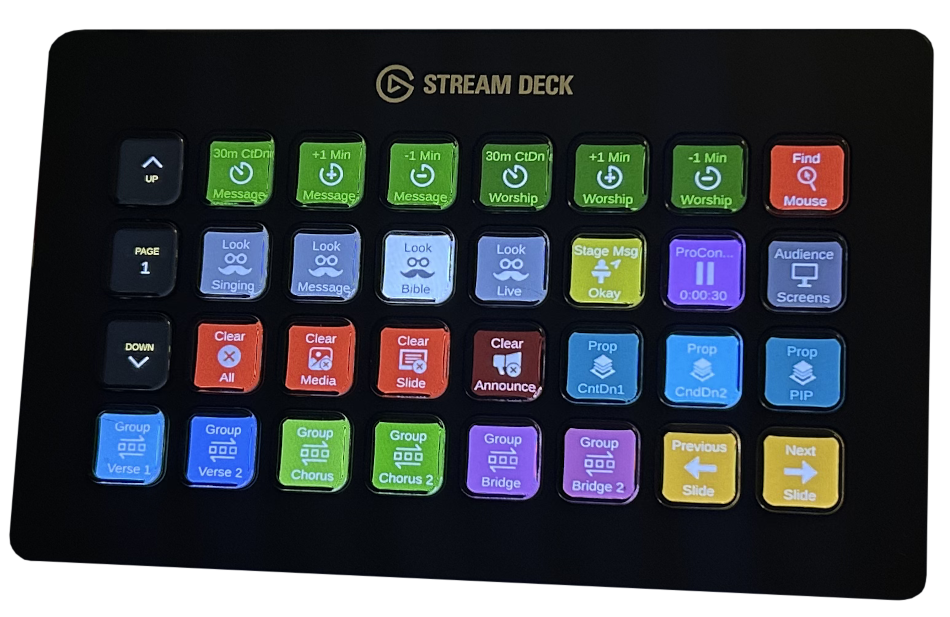 STREAM DECK
UP
30m CtDn
Message
+1 Min
Message
-1 Min
Message
30m CtDn
Worship
+1 Min
Worship
-1 Min
Worship
Find
Mouse
PAGE
1
Look
Singing
Look
Message
Look
Bible
Look
Live
Stage Msg
Okay
ProCon...
0:00:30
Audience
Screens
DOWN
Clear
All
Clear
Media
Clear
Slide
Clear
Announce
Prop
CntDn1
Prop
CndDn2
Prop
PIP
Group
Verse 1
Group
Verse 2
Group
Chorus
Group
Chorus 2
Group
Bridge
Group
Bridge 2
Previous
Slide
Next
Slide